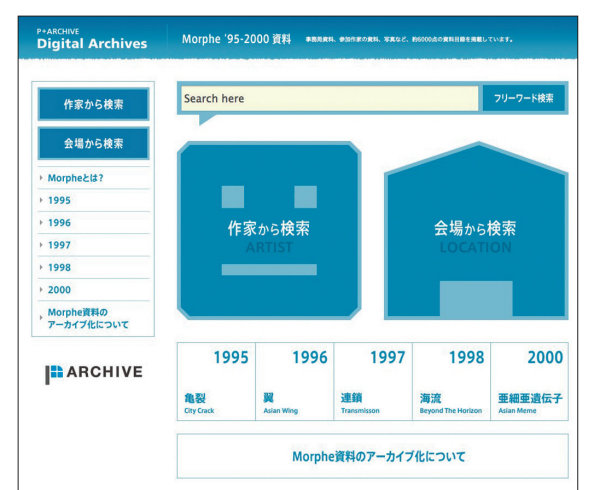 P+ARCHIVE
Digital Archives
Morphe '95-2000 資料
事務局資料、参加作家の資料、写真など、約6000点の資料目録を掲載しています。
作家から検索
会場から検索
Morpheとは?
1995
1996
1997
1998
2000
Morphe資料の
アーカイブ化について
ARCHIVE
Search here
フリーワード検索
作家から検索
ARTIST
会場から検索
LOCATION
1995
亀裂
City Crack
1996
翼
Asian Wing
1997
連鎖
Transmisson
1998
海流
Beyond The Horizon
2000
亜細亜遺伝子
Asian Meme
Morphe資料のアーカイブ化について